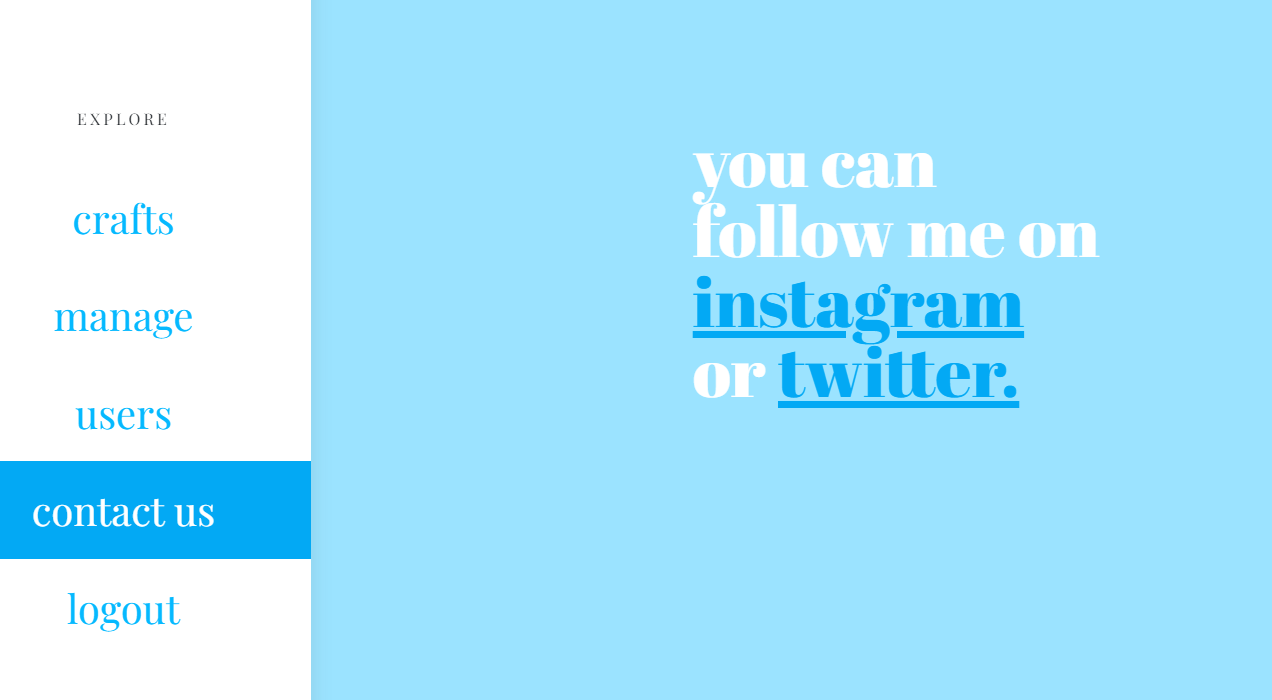 EXPLORE
crafts
manage
users
contact us
logout
you can
follow me on
instagram
or twitter.